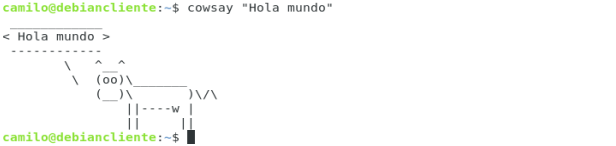 camilo@debiancliente:~$ cowsay "Hola mundo"
 ____________
< Hola mundo >
 ------------
        \   ^__^
         \  (oo)\_______
            (__)\       )\/\
                ||----w |
                ||     ||
camilo@debiancliente:~$